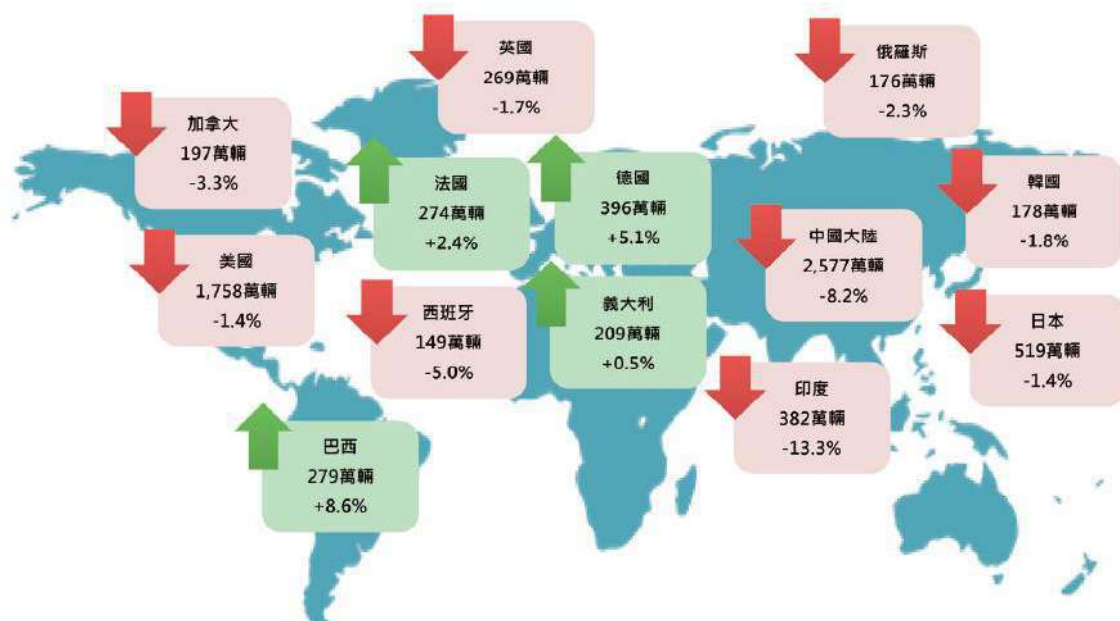 英國
269萬輛
-1.7%
俄羅斯
176萬輛
-2.3%
加拿大
197萬輛
-3.3%
法國
274萬輛
+2.4%
德國
396萬輛
+5.1%
韓國
178萬輛
-1.8%
美國
1,758萬輛
-1.4%
中國大陸
2,577萬輛
-8.2%
西班牙
149萬輛
-5.0%
義大利
209萬輛
+0.5%
日本
519萬輛
-1.4%
印度
382萬輛
-13.3%
巴西
279萬輛
+8.6%